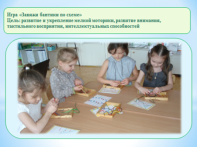 Игра «Завяжи бантики по схеме»
Цель: развитие и укрепление мелкой моторики, развитие внимания,
тактильного восприятия, интеллектуальных способностей